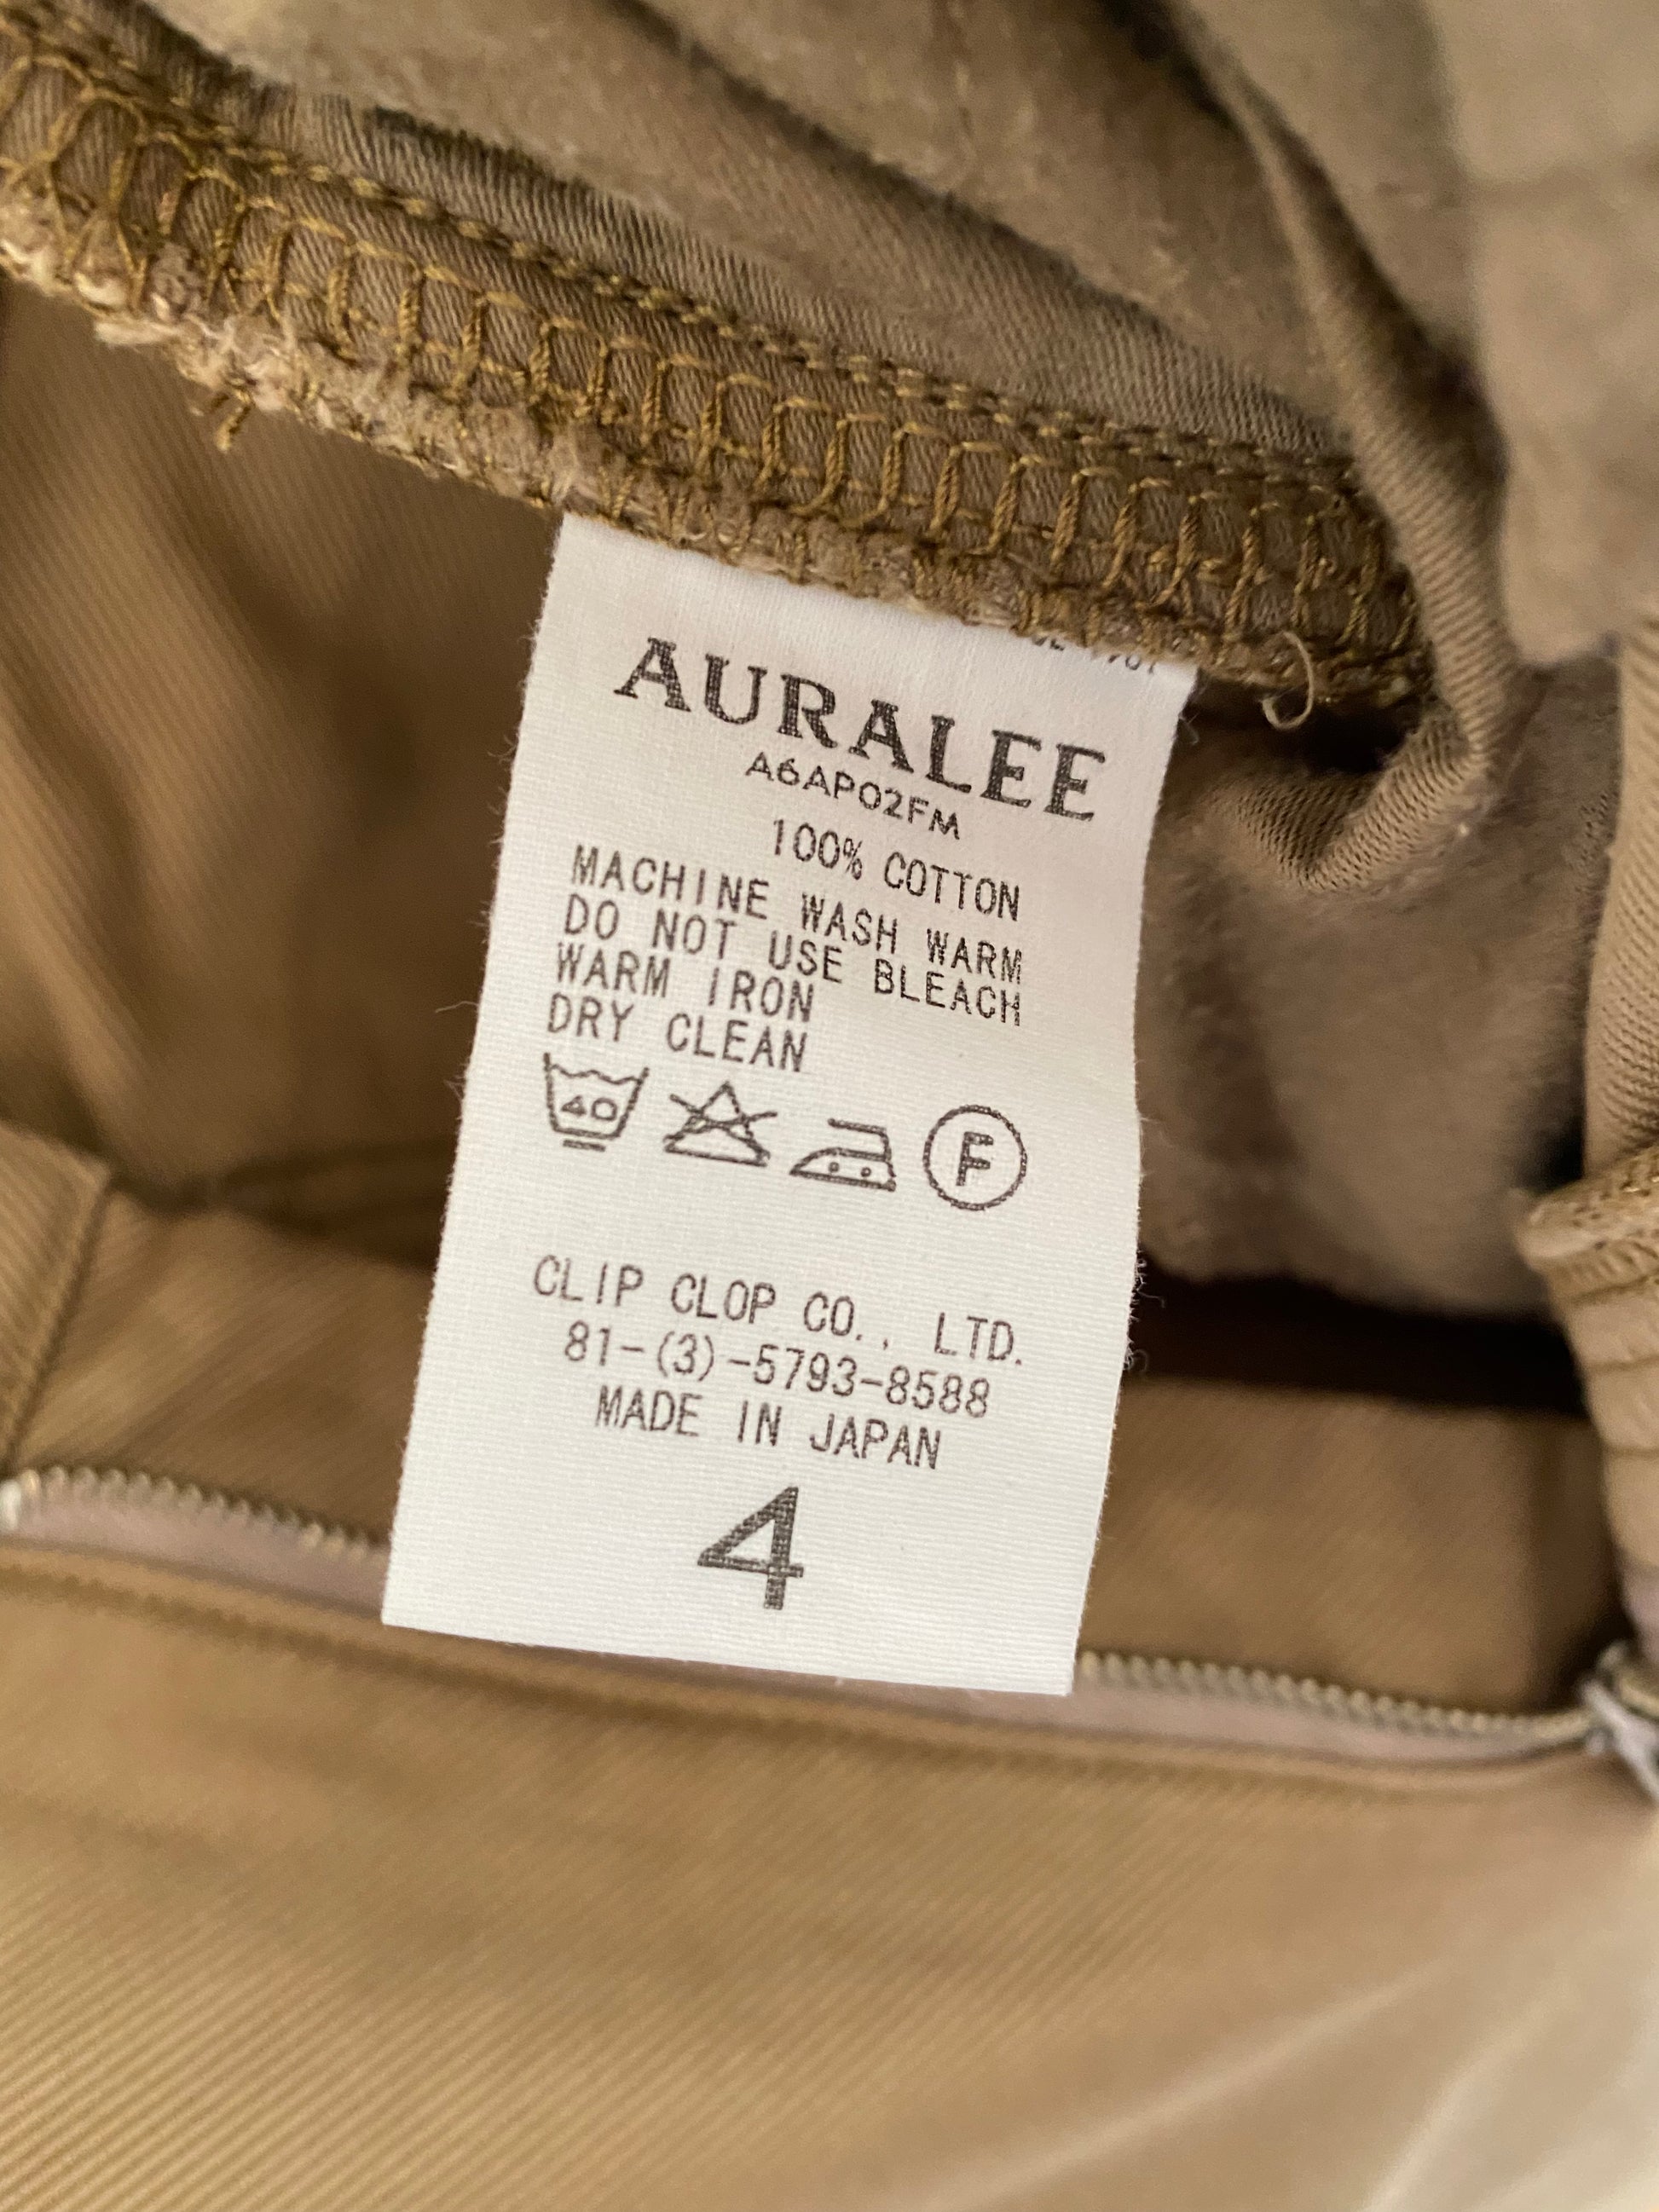 AURALEE
A6AP02FM
100% COTTON
MACHINE WASH WARM
DO NOT USE BLEACH
WARM IRON
DRY CLEAN
40 F
CLIP CLOP CO., LTD.
81-(3)-5793-8588
MADE IN JAPAN
4